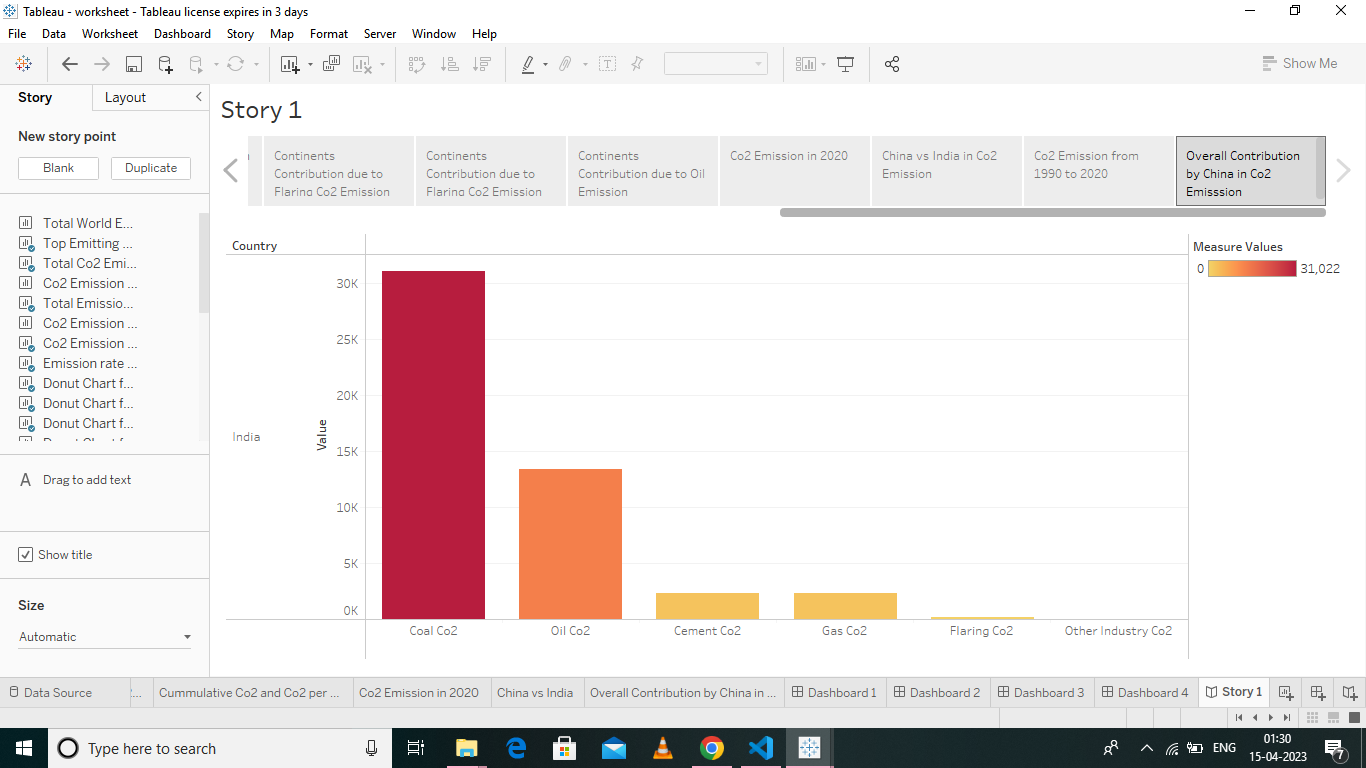 Tableau - worksheet - Tableau license expires in 3 days
File Data Worksheet Dashboard Story Map Format Server Window Help
Show Me
Story Layout
New story point
Blank Duplicate
Total World E...
Top Emitting ...
Total Co2 Emi...
Co2 Emission ...
Total Emissio...
Co2 Emission ...
Co2 Emission ...
Emission rate ...
Donut Chart f...
Donut Chart f...
Donut Chart f...
Donut Chart f...
A Drag to add text
Show title
Size
Automatic
Story 1
Continents
Contribution due to
Flaring Co2 Emission
Continents
Contribution due to
Flaring Co2 Emission
Continents
Contribution due to Oil
Emission
Co2 Emission in 2020
China vs India in Co2
Emission
Co2 Emission from
1990 to 2020
Overall Contribution
by China in Co2
Emisssion
Country
India
Value
30K
25K
20K
15K
10K
5K
0K
Coal Co2 Oil Co2 Cement Co2 Gas Co2 Flaring Co2 Other Industry Co2
Measure Values
0 31,022
Data Source ... Cummulative Co2 and Co2 per ... Co2 Emission in 2020 China vs India Overall Contribution by China in ... Dashboard 1 Dashboard 2 Dashboard 3 Dashboard 4 Story 1
Type here to search
ENG
01:30
15-04-2023
7